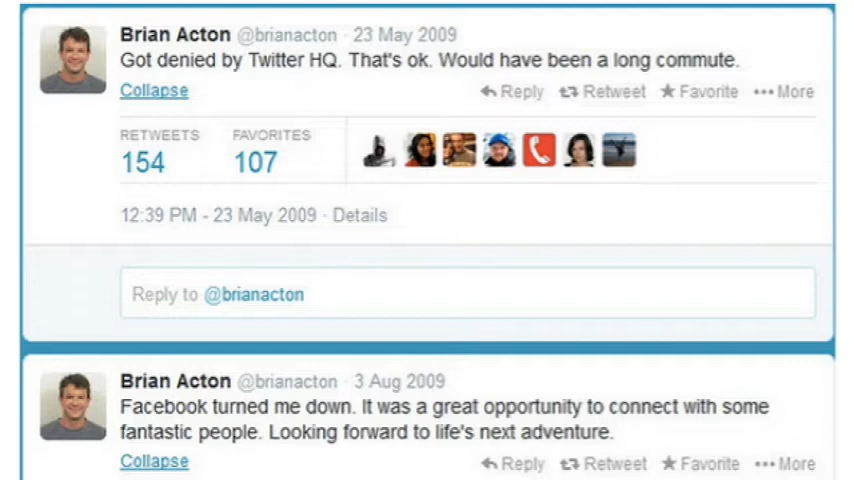 Brian Acton @brianacton · 23 May 2009
Got denied by Twitter HQ. That's ok. Would have been a long commute.
Collapse Reply Retweet Favorite More
RETWEETS FAVORITES
154 107
12:39 PM - 23 May 2009 · Details
Reply to @brianacton
Brian Acton @brianacton · 3 Aug 2009
Facebook turned me down. It was a great opportunity to connect with some
fantastic people. Looking forward to life's next adventure.
Collapse Reply Retweet Favorite More